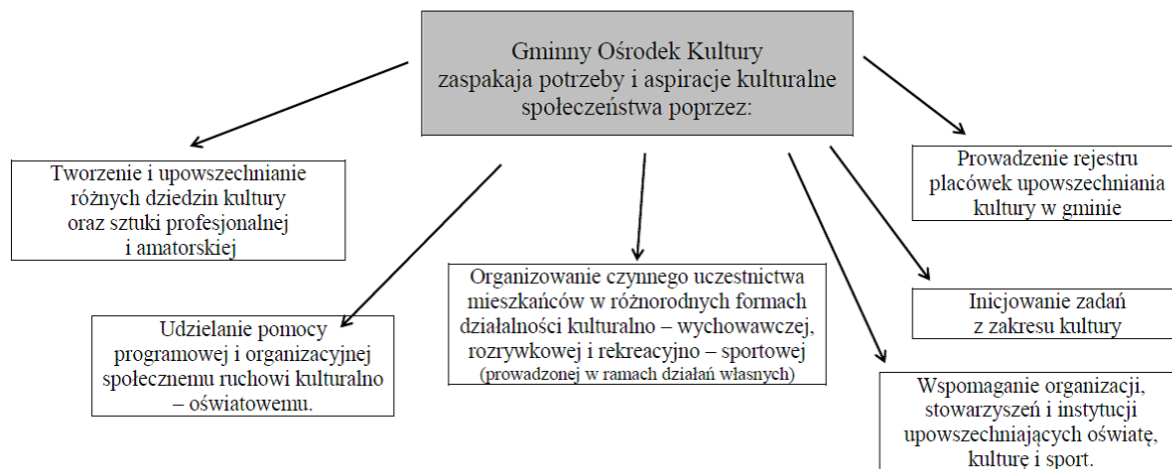 Gminny Ośrodek Kultury
zaspakaja potrzeby i aspiracje kulturalne
społeczeństwa poprzez:
Tworzenie i upowszechnianie
różnych dziedzin kultury
oraz sztuki profesjonalnej
i amatorskiej
Udzielanie pomocy
programowej i organizacyjnej
społecznemu ruchowi kulturalno
– oświatowemu.
Organizowanie czynnego uczestnictwa
mieszkańców w różnorodnych formach
działalności kulturalno – wychowawczej,
rozrywkowej i rekreacyjno – sportowej
(prowadzonej w ramach działań własnych)
Prowadzenie rejestru
placówek upowszechniania
kultury w gminie
Inicjowanie zadań
z zakresu kultury
Wspomaganie organizacji,
stowarzyszeń i instytucji
upowszechniających oświatę,
kulturę i sport.